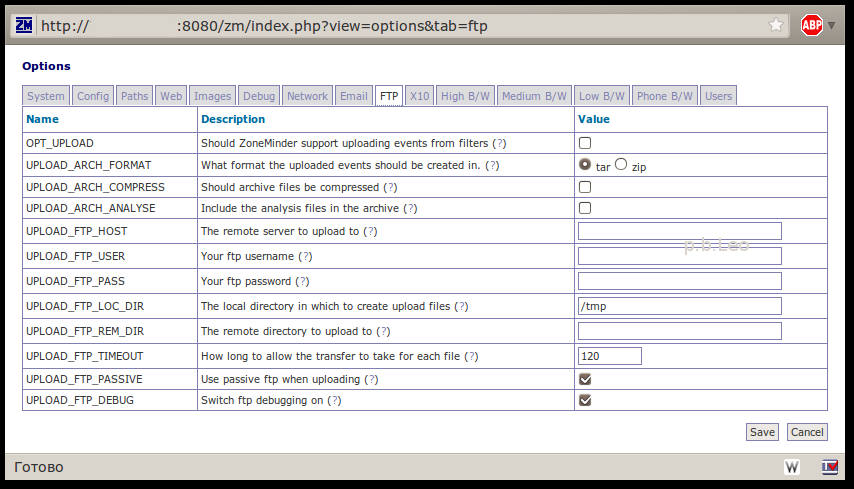 ZM http:// :8080/zm/index.php?view=options&tab=ftp ABP
Options
System Config Paths Web Images Debug Network Email FTP X10 High B/W Medium B/W Low B/W Phone B/W Users
Name Description Value
OPT_UPLOAD Should ZoneMinder support uploading events from filters (?)
UPLOAD_ARCH_FORMAT What format the uploaded events should be created in. (?) tar zip
UPLOAD_ARCH_COMPRESS Should archive files be compressed (?)
UPLOAD_ARCH_ANALYSE Include the analysis files in the archive (?)
UPLOAD_FTP_HOST The remote server to upload to (?)
p.b.Leo
UPLOAD_FTP_USER Your ftp username (?)
UPLOAD_FTP_PASS Your ftp password (?)
UPLOAD_FTP_LOC_DIR The local directory in which to create upload files (?) /tmp
UPLOAD_FTP_REM_DIR The remote directory to upload to (?)
UPLOAD_FTP_TIMEOUT How long to allow the transfer to take for each file (?) 120
UPLOAD_FTP_PASSIVE Use passive ftp when uploading (?)
UPLOAD_FTP_DEBUG Switch ftp debugging on (?)
Save Cancel
Готово W